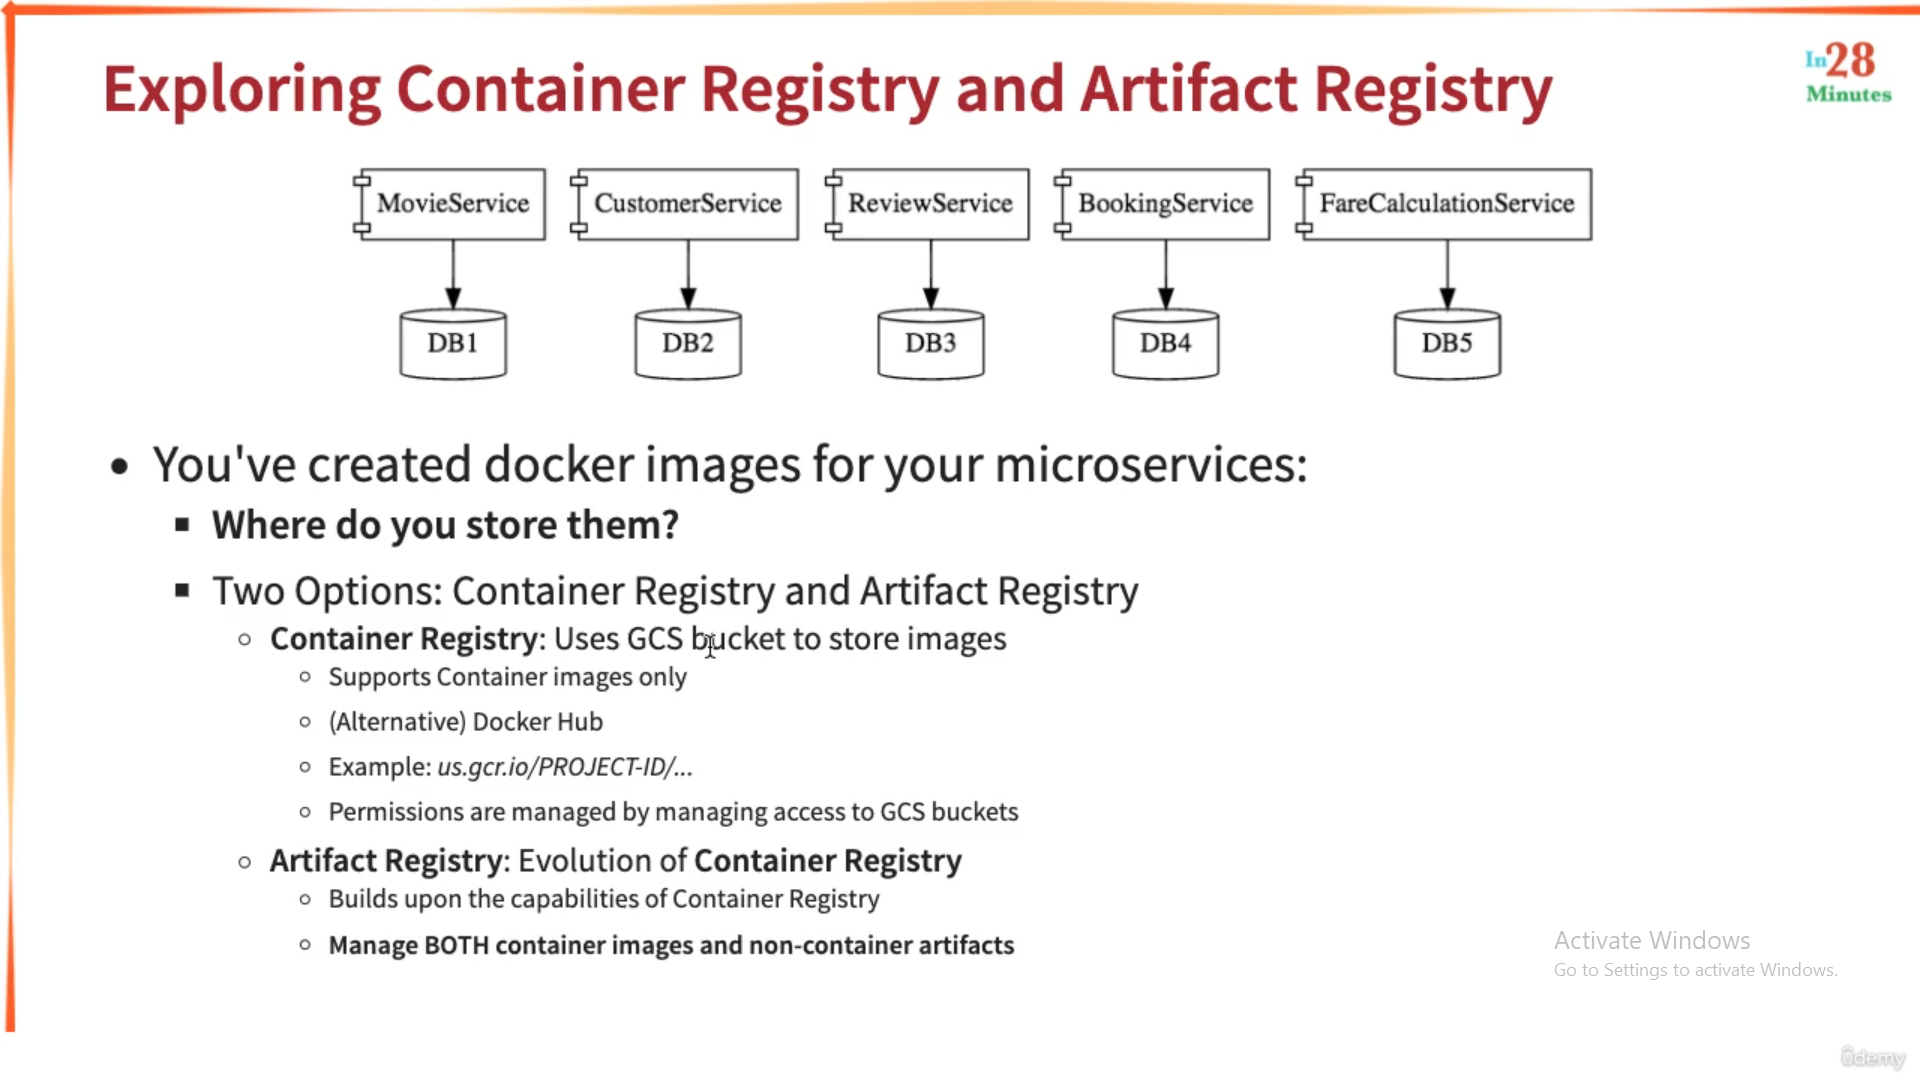 Exploring Container Registry and Artifact Registry
In28
Minutes
MovieService
CustomerService
ReviewService
BookingService
FareCalculationService
DB1
DB2
DB3
DB4
DB5
You've created docker images for your microservices:
Where do you store them?
Two Options: Container Registry and Artifact Registry
Container Registry: Uses GCS bucket to store images
Supports Container images only
(Alternative) Docker Hub
Example: us.gcr.io/PROJECT-ID/...
Permissions are managed by managing access to GCS buckets
Artifact Registry: Evolution of Container Registry
Builds upon the capabilities of Container Registry
Manage BOTH container images and non-container artifacts
Activate Windows
Go to Settings to activate Windows.
ûdemy